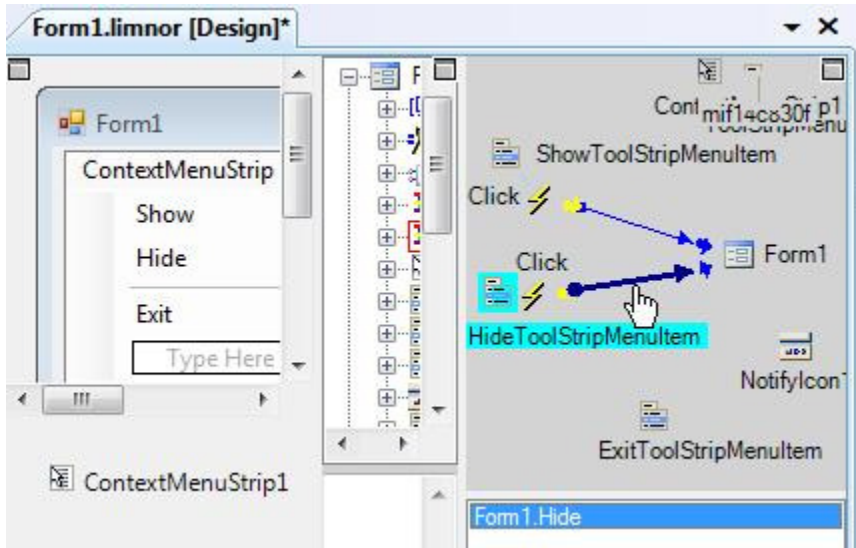 Form1.limnor [Design]*
Form1
ContextMenuStrip
Show
Hide
Exit
Type Here
ContextMenuStrip1
F
mif14c830f
ShowToolStripMenuItem
Click
Form1
Click
HideToolStripMenuItem
NotifyIcon
ExitToolStripMenuItem
Form1.Hide